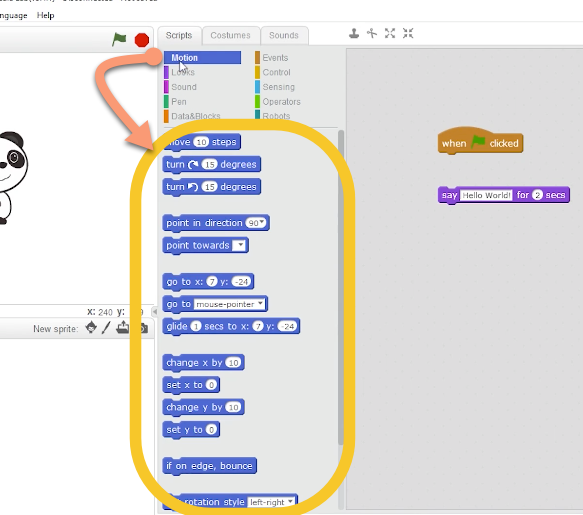 nguage Help
Scripts Costumes Sounds
Motion Events
Looks Control
Sound Sensing
Pen Operators
Data&Blocks Robots
move 10 steps
turn 15 degrees
turn 15 degrees
point in direction 90
point towards
go to x: 7 y: -24
go to mouse-pointer
glide 1 secs to x: 7 y: -24
change x by 10
set x to 0
change y by 10
set y to 0
if on edge, bounce
rotation style left-right
when clicked
say Hello World! for 2 secs
x: 240 y:
New sprite: